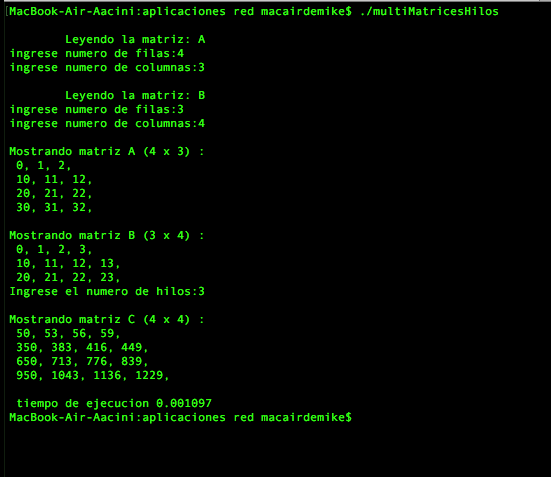 MacBook-Air-Aacini:aplicaciones red macairdemike$ ./multiMatricesHilos
Leyendo la matriz: A
ingrese numero de filas:4
ingrese numero de columnas:3
Leyendo la matriz: B
ingrese numero de filas:3
ingrese numero de columnas:4
Mostrando matriz A (4 x 3) :
0, 1, 2,
10, 11, 12,
20, 21, 22,
30, 31, 32,
Mostrando matriz B (3 x 4) :
0, 1, 2, 3,
10, 11, 12, 13,
20, 21, 22, 23,
Ingrese el numero de hilos:3
Mostrando matriz C (4 x 4) :
50, 53, 56, 59,
350, 383, 416, 449,
650, 713, 776, 839,
950, 1043, 1136, 1229,
tiempo de ejecucion 0.001097
MacBook-Air-Aacini:aplicaciones red macairdemike$